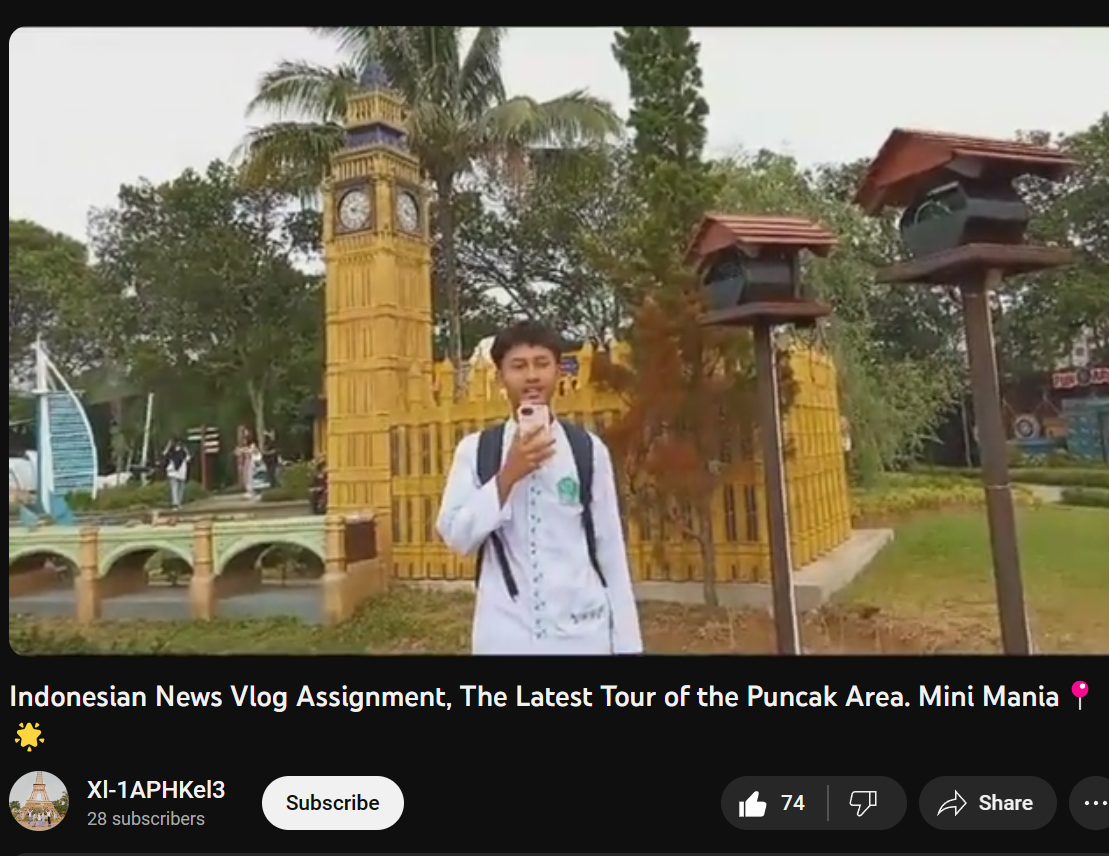 Indonesian News Vlog Assignment, The Latest Tour of the Puncak Area. Mini Mania📍
🌟
Xl-1APHKel3
28 subscribers
Subscribe
74
Share